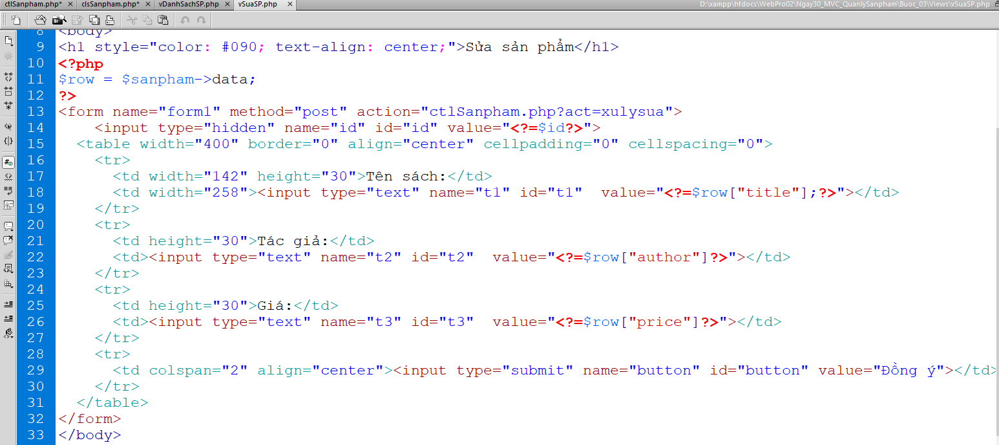 ctlSanpham.php* × clsSanpham.php* × vDanhSachSP.php × vSuaSP.php × D:\xampp\htdocs\WebPro02\Ngay30_MVC_QuanlySanpham\Buoc_03\Views\vSuaSP.php
8 <body>
9 <h1 style="color: #090; text-align: center;">Sửa sản phẩm</h1>
10 <?php
11 $row = $sanpham->data;
12 ?>
13 <form name="form1" method="post" action="ctlSanpham.php?act=xulysua">
14     <input type="hidden" name="id" id="id" value="<?=$id?>">
15   <table width="400" border="0" align="center" cellpadding="0" cellspacing="0">
16     <tr>
17       <td width="142" height="30">Tên sách:</td>
18       <td width="258"><input type="text" name="t1" id="t1"  value="<?=$row["title"];?>"></td>
19     </tr>
20     <tr>
21       <td height="30">Tác giả:</td>
22       <td><input type="text" name="t2" id="t2"  value="<?=$row["author"]?>"></td>
23     </tr>
24     <tr>
25       <td height="30">Giá:</td>
26       <td><input type="text" name="t3" id="t3"  value="<?=$row["price"]?>"></td>
27     </tr>
28     <tr>
29       <td colspan="2" align="center"><input type="submit" name="button" id="button" value="Đồng ý"></td>
30     </tr>
31   </table>
32 </form>
33 </body>